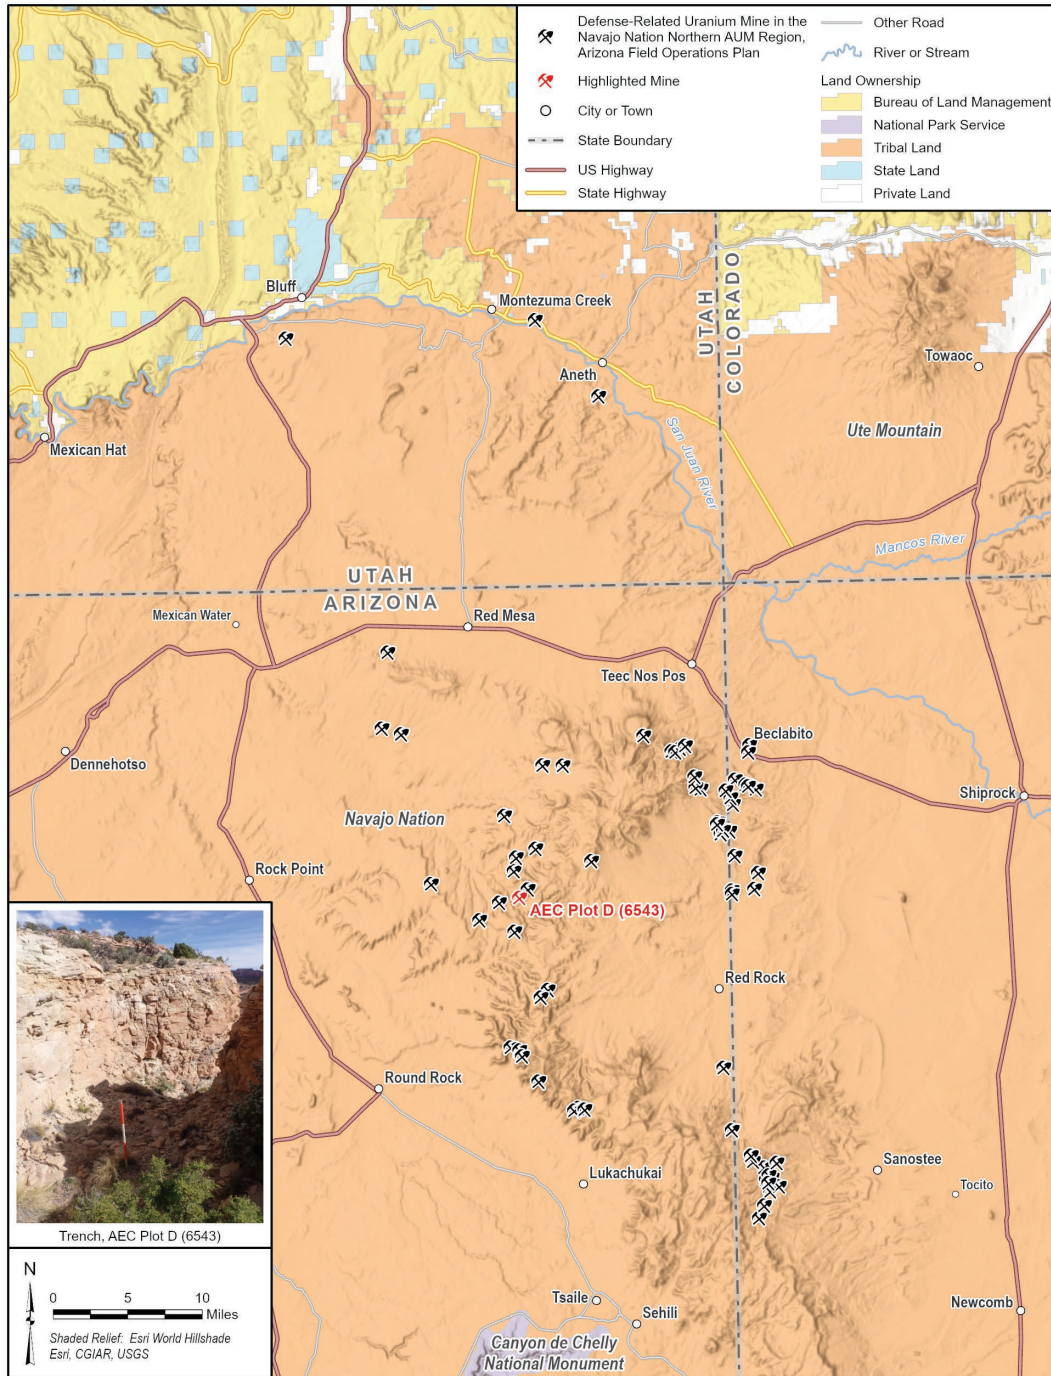 Defense-Related Uranium Mine in the
Navajo Nation Northern AUM Region,
Arizona Field Operations Plan
Highlighted Mine
City or Town
State Boundary
US Highway
State Highway
Other Road
River or Stream
Land Ownership
Bureau of Land Management
National Park Service
Tribal Land
State Land
Private Land
Bluff
Montezuma Creek
UTAH
COLORADO
Aneth
Towaoc
Mexican Hat
Ute Mountain
San Juan River
Mancos River
UTAH
ARIZONA
Mexican Water
Red Mesa
Teec Nos Pos
Beclabito
Dennehotso
Shiprock
Navajo Nation
Rock Point
AEC Plot D (6543)
Red Rock
Round Rock
Lukachukai
Sanostee
Tocito
Tsaile
Sehili
Newcomb
Canyon de Chelly
National Monument
Trench, AEC Plot D (6543)
N
0 5 10
Miles
Shaded Relief: Esri World Hillshade
Esri, CGIAR, USGS